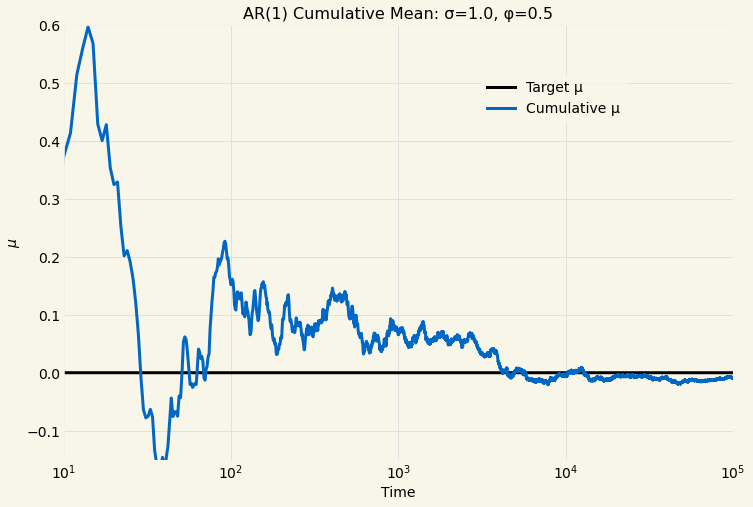 AR(1) Cumulative Mean: σ=1.0, φ=0.5
0.6
0.5
0.4
0.3
0.2
0.1
0.0
−0.1
μ
Target μ
Cumulative μ
10¹ 10² 10³ 10⁴ 10⁵
Time